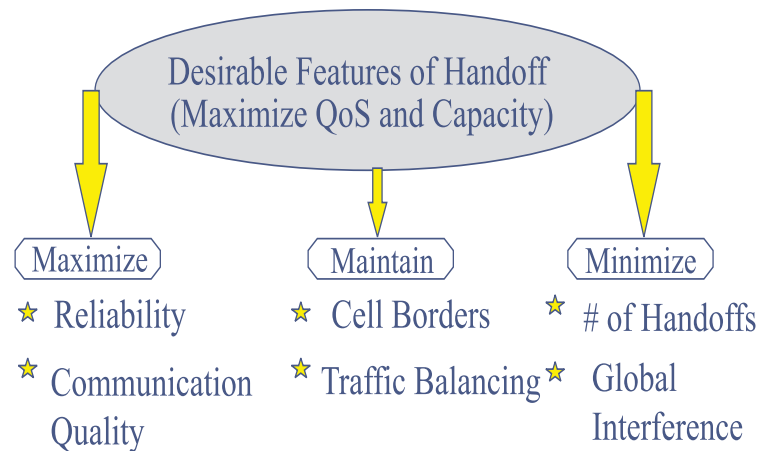 Desirable Features of Handoff
(Maximize QoS and Capacity)
Maximize
Reliability
Communication
Quality
Maintain
Cell Borders
Traffic Balancing
Minimize
# of Handoffs
Global
Interference